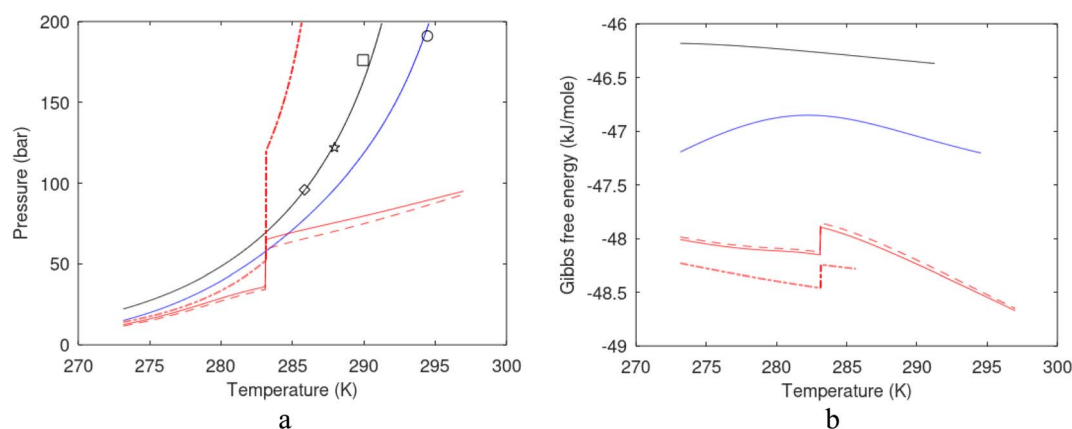 200
150
100
50
0
Pressure (bar)
270 275 280 285 290 295 300
Temperature (K)
a
-46
-46.5
-47
-47.5
-48
-48.5
-49
Gibbs free energy (kJ/mole)
270 275 280 285 290 295 300
Temperature (K)
b